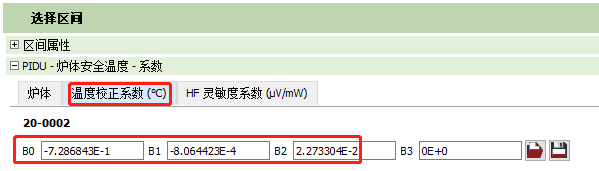 选择区间
区间属性
PIDU - 炉体安全温度 - 系数
炉体 温度校正系数 (℃) HF 灵敏度系数 (μV/mW)
20-0002
B0 -7.286843E-1 B1 -8.064423E-4 B2 2.273304E-2 B3 0E+0